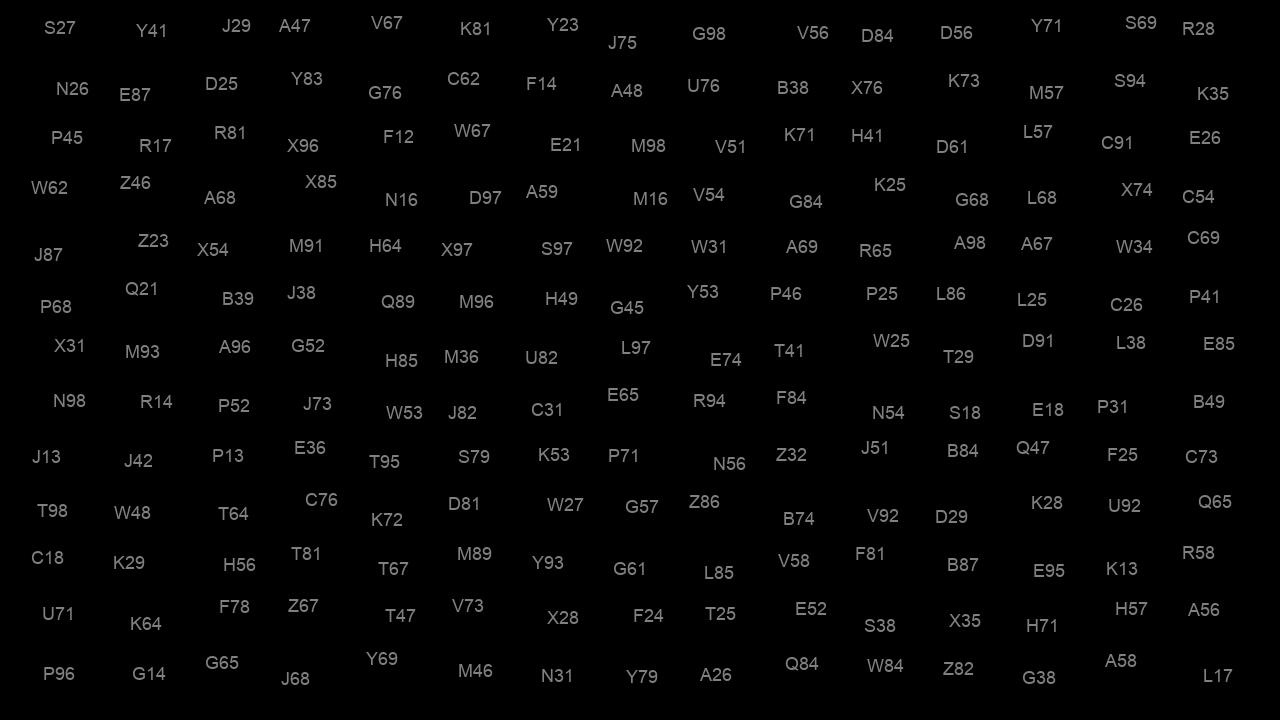 S27 Y41 J29 A47 V67 K81 Y23 J75 G98 V56 D84 D56 Y71 S69 R28
N26 E87 D25 Y83 G76 C62 F14 A48 U76 B38 X76 K73 M57 S94 K35
P45 R17 R81 X96 F12 W67 E21 M98 V51 K71 H41 D61 L57 C91 E26
W62 Z46 A68 X85 N16 D97 A59 M16 V54 G84 K25 G68 L68 X74 C54
J87 Z23 X54 M91 H64 X97 S97 W92 W31 A69 R65 A98 A67 W34 C69
P68 Q21 B39 J38 Q89 M96 H49 G45 Y53 P46 P25 L86 L25 C26 P41
X31 M93 A96 G52 H85 M36 U82 L97 E74 T41 W25 T29 D91 L38 E85
N98 R14 P52 J73 W53 J82 C31 E65 R94 F84 N54 S18 E18 P31 B49
J13 J42 P13 E36 T95 S79 K53 P71 N56 Z32 J51 B84 Q47 F25 C73
T98 W48 T64 C76 K72 D81 W27 G57 Z86 B74 V92 D29 K28 U92 Q65
C18 K29 H56 T81 T67 M89 Y93 G61 L85 V58 F81 B87 E95 K13 R58
U71 K64 F78 Z67 T47 V73 X28 F24 T25 E52 S38 X35 H71 H57 A56
P96 G14 G65 J68 Y69 M46 N31 Y79 A26 Q84 W84 Z82 G38 A58 L17